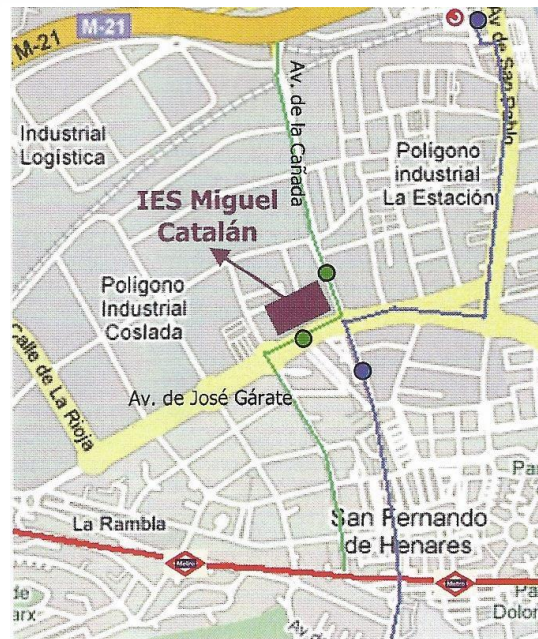 M-21
M-21
Av de San Pablo
Av. de la Cañada
Industrial
Logística
Polígono
industrial
La Estación
IES Miguel
Catalán
Polígono
Industrial
Coslada
Calle de La Rioja
Av. de José Gárate
La Rambla
San Fernando
de Henares
Metro
Metro
Dolor